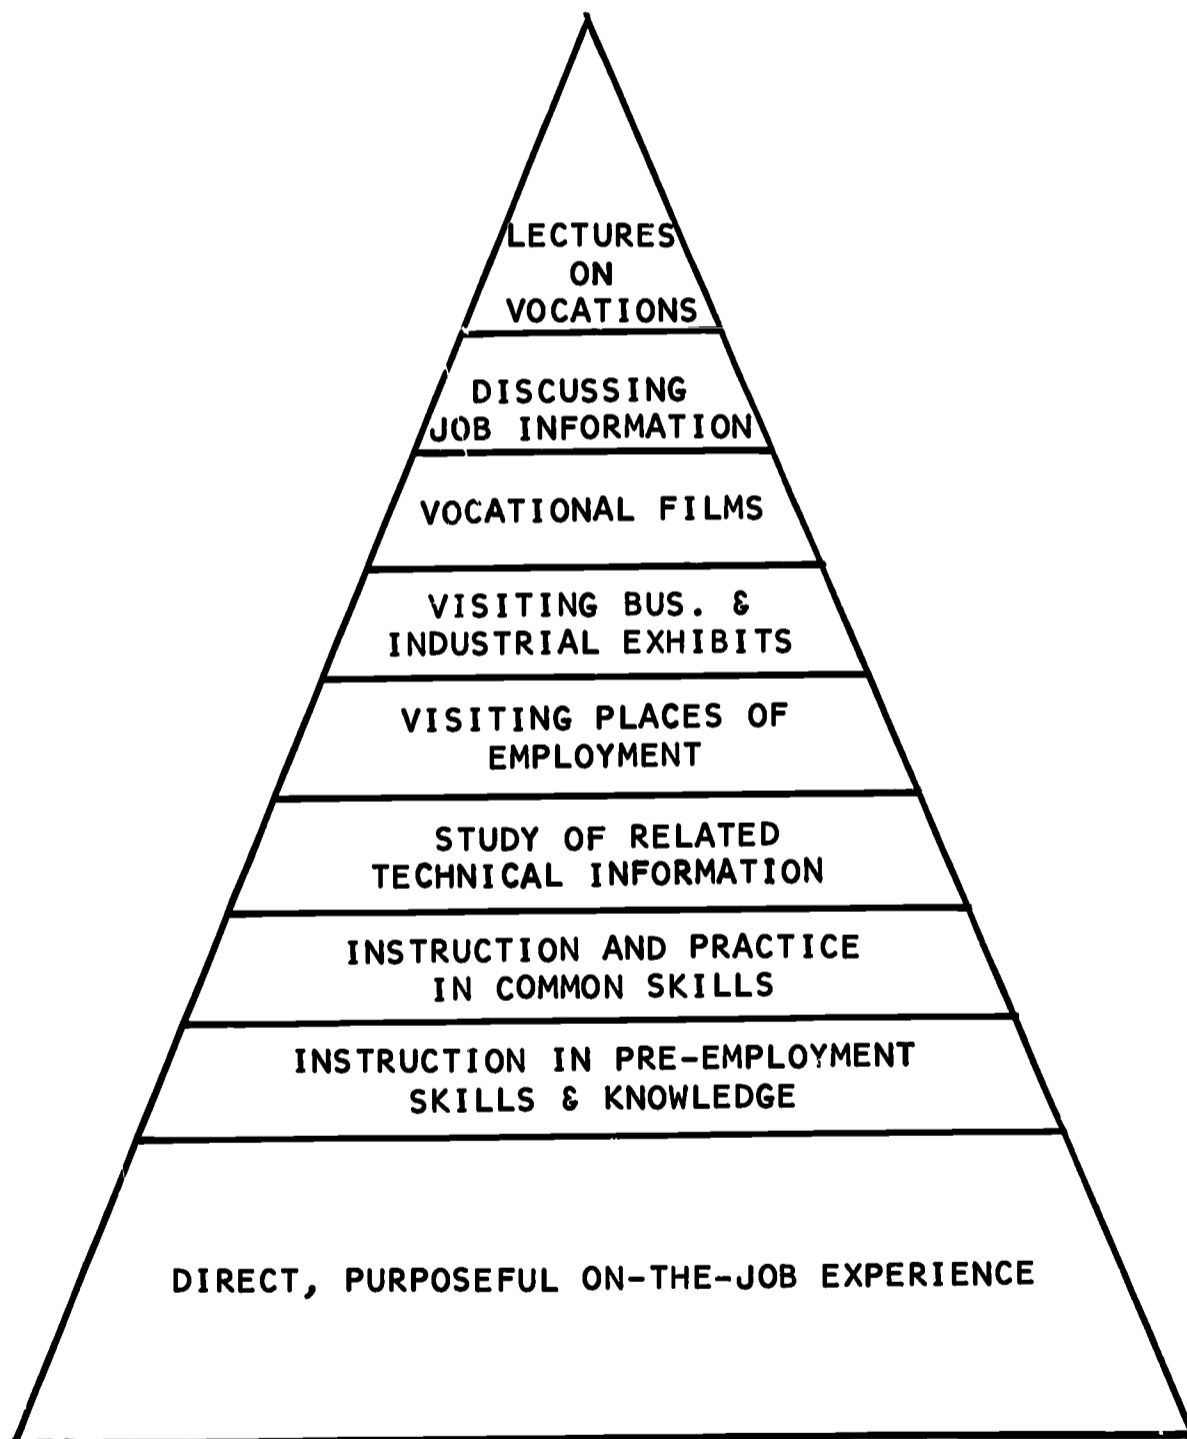 LECTURES
ON
VOCATIONS
DISCUSSING
JOB INFORMATION
VOCATIONAL FILMS
VISITING BUS. &
INDUSTRIAL EXHIBITS
VISITING PLACES OF
EMPLOYMENT
STUDY OF RELATED
TECHNICAL INFORMATION
INSTRUCTION AND PRACTICE
IN COMMON SKILLS
INSTRUCTION IN PRE-EMPLOYMENT
SKILLS & KNOWLEDGE
DIRECT, PURPOSEFUL ON-THE-JOB EXPERIENCE